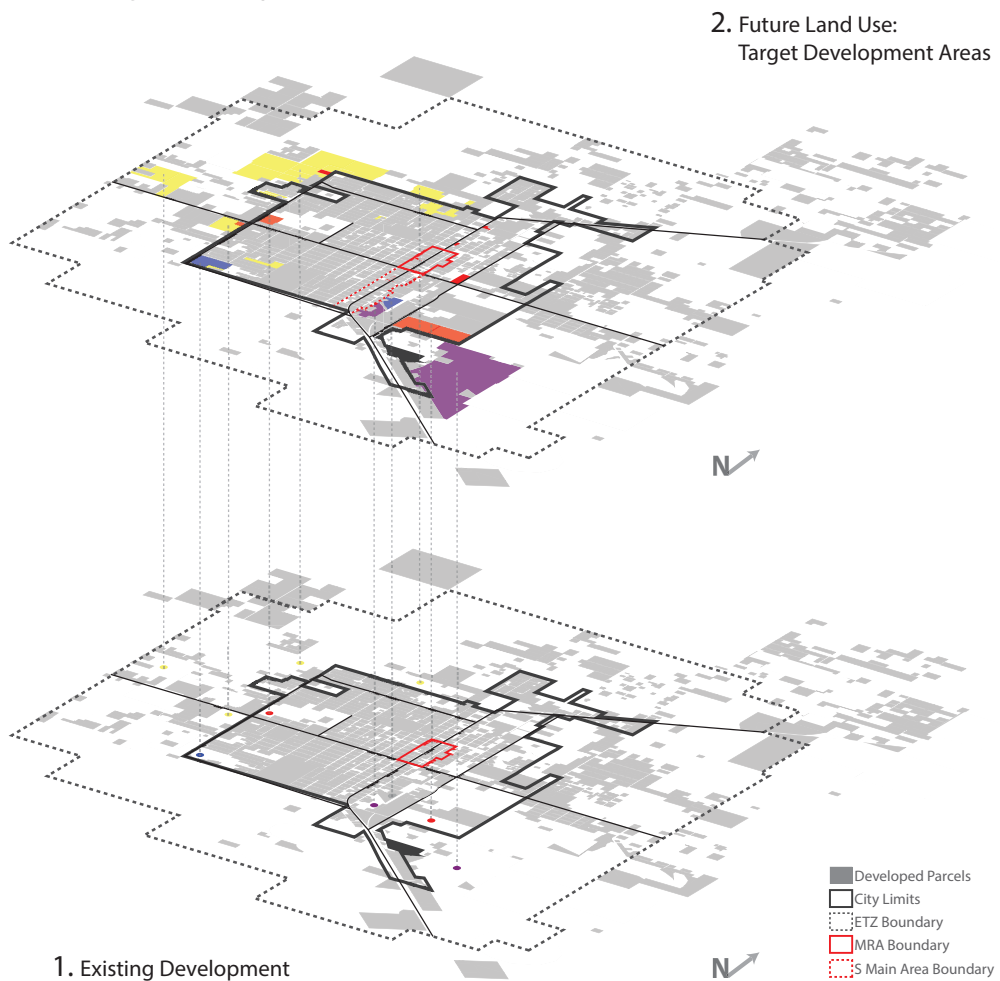 2. Future Land Use:
Target Development Areas
N
Developed Parcels
City Limits
ETZ Boundary
MRA Boundary
S Main Area Boundary
N
1. Existing Development